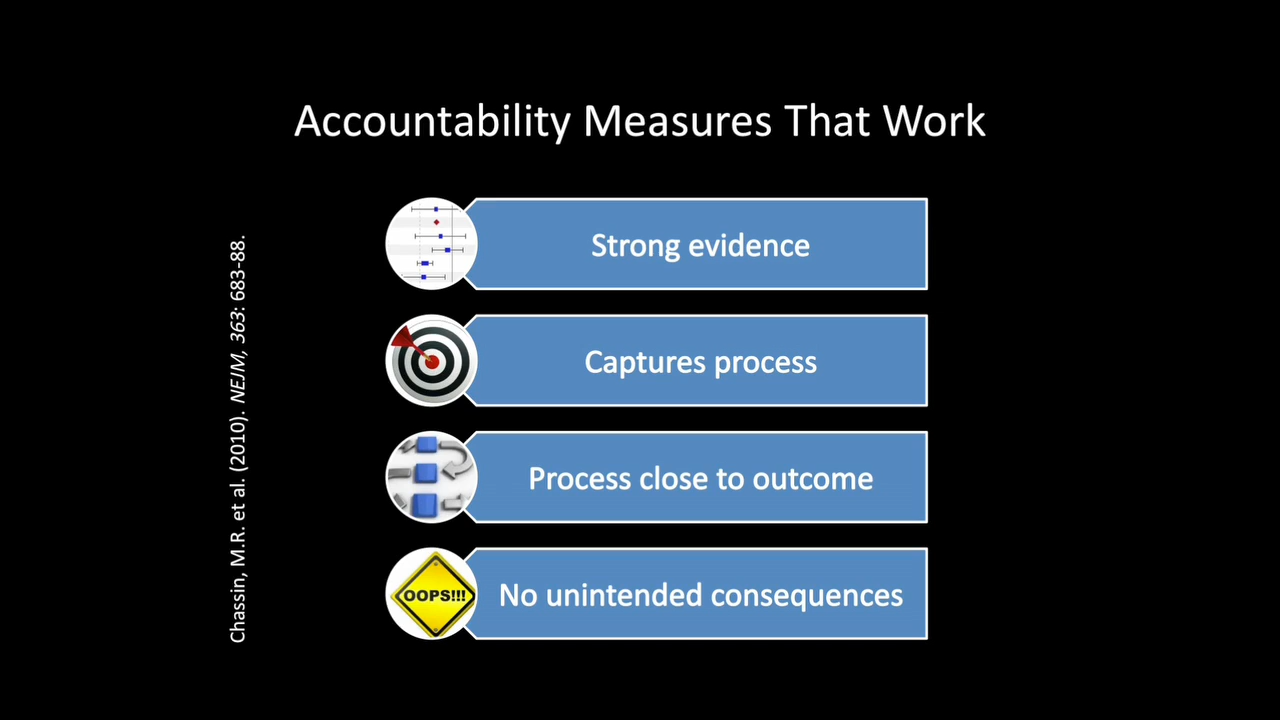 Accountability Measures That Work
Strong evidence
Captures process
Process close to outcome
OOPS!!!
No unintended consequences
Chassin, M.R. et al. (2010). NEJM, 363: 683-88.